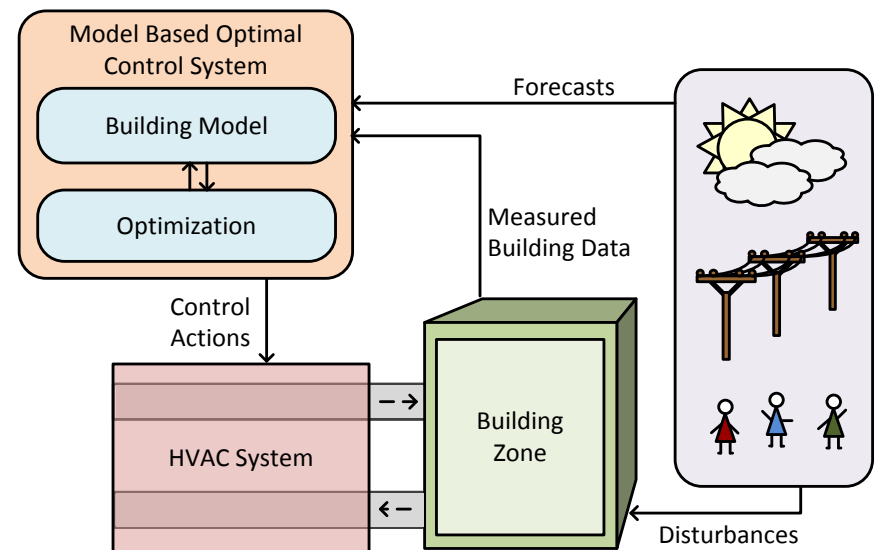 Model Based Optimal
Control System
Building Model
Optimization
Forecasts
Measured
Building Data
Control
Actions
HVAC System
Building
Zone
Disturbances